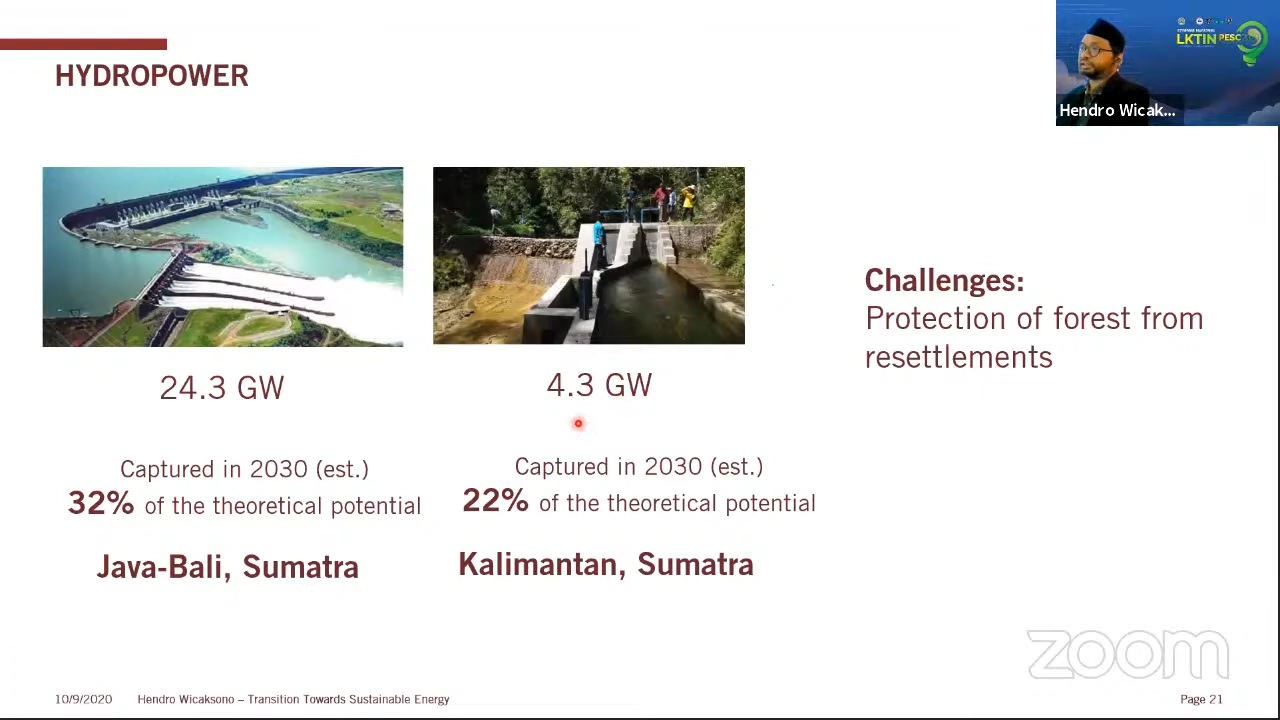 HYDROPOWER
LKTIN
Hendro Wicak...
24.3 GW
Captured in 2030 (est.)
32% of the theoretical potential
Java-Bali, Sumatra
4.3 GW
Captured in 2030 (est.)
22% of the theoretical potential
Kalimantan, Sumatra
Challenges:
Protection of forest from
resettlements
zoom
10/9/2020 Hendro Wicaksono – Transition Towards Sustainable Energy Page 21